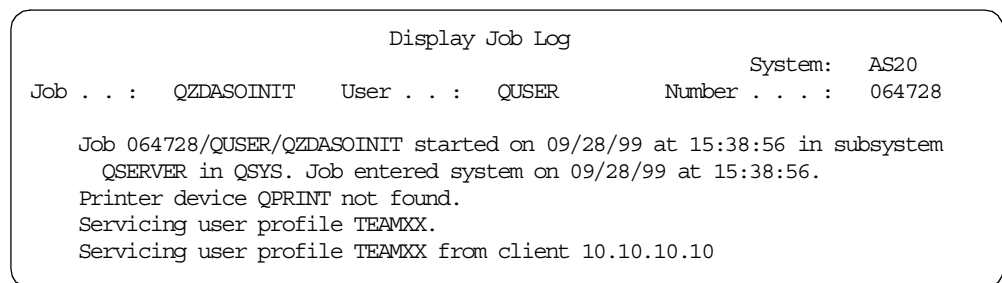 Display Job Log
System: AS20
Job . . : QZDASOINIT User . . : QUSER Number . . . : 064728
Job 064728/QUSER/QZDASOINIT started on 09/28/99 at 15:38:56 in subsystem
QSERVER in QSYS. Job entered system on 09/28/99 at 15:38:56.
Printer device QPRINT not found.
Servicing user profile TEAMXX.
Servicing user profile TEAMXX from client 10.10.10.10